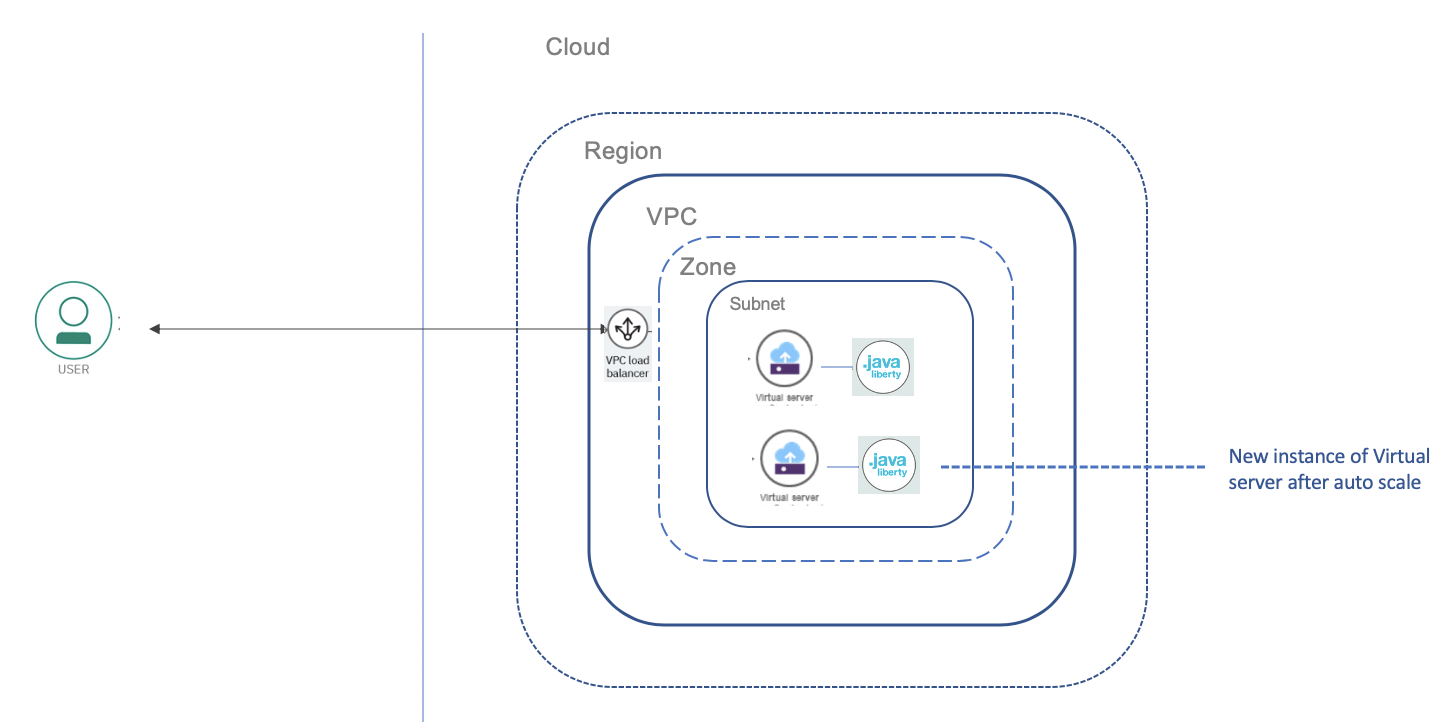 Cloud
Region
VPC
Zone
Subnet
USER
VPC load
balancer
Virtual server
.java
liberty
Virtual server
.java
liberty
New instance of Virtual
server after auto scale